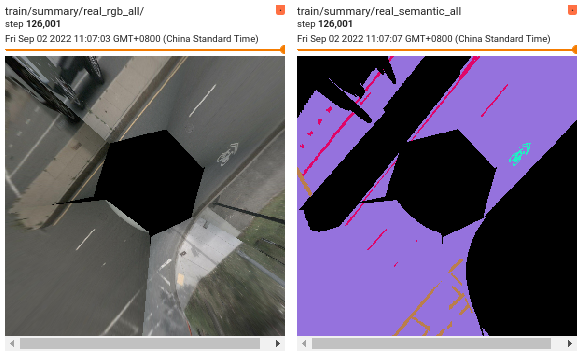 train/summary/real_rgb_all/
step 126,001
Fri Sep 02 2022 11:07:03 GMT+0800 (China Standard Time)
train/summary/real_semantic_all
step 126,001
Fri Sep 02 2022 11:07:07 GMT+0800 (China Standard Time)